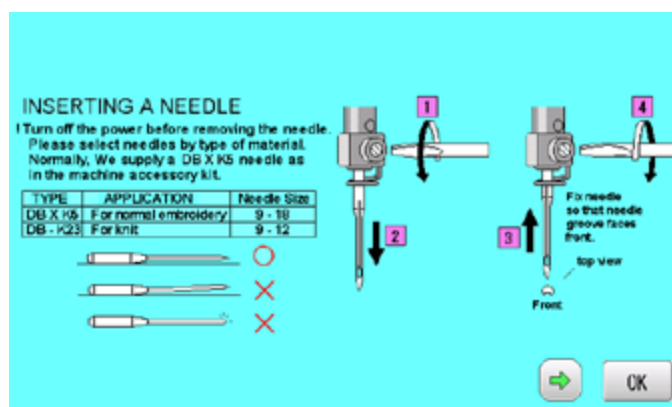 INSERTING A NEEDLE
! Turn off the power before removing the needle.
Please select needles by type of material.
Normally, We supply a DB X K5 needle as
in the machine accessory kit.
TYPE APPLICATION Needle Size
DB X K5 For normal embroidery 9 - 18
DB - K23 For knit 9 - 12
1
2
3
4
Fix needle
so that needle
groove faces
front.
top view
Front
OK